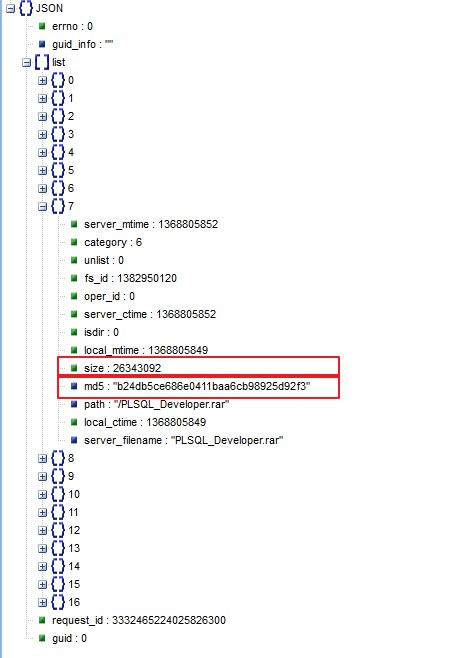 JSON
errno : 0
guid_info : ""
list
0
1
2
3
4
5
6
7
server_mtime : 1368805852
category : 6
unlist : 0
fs_id : 1382950120
oper_id : 0
server_ctime : 1368805852
isdir : 0
local_mtime : 1368805849
size : 26343092
md5 : "b24db5ce686e0411baa6cb98925d92f3"
path : "/PLSQL_Developer.rar"
local_ctime : 1368805849
server_filename : "PLSQL_Developer.rar"
8
9
10
11
12
13
14
15
16
request_id : 3332465224025826300
guid : 0